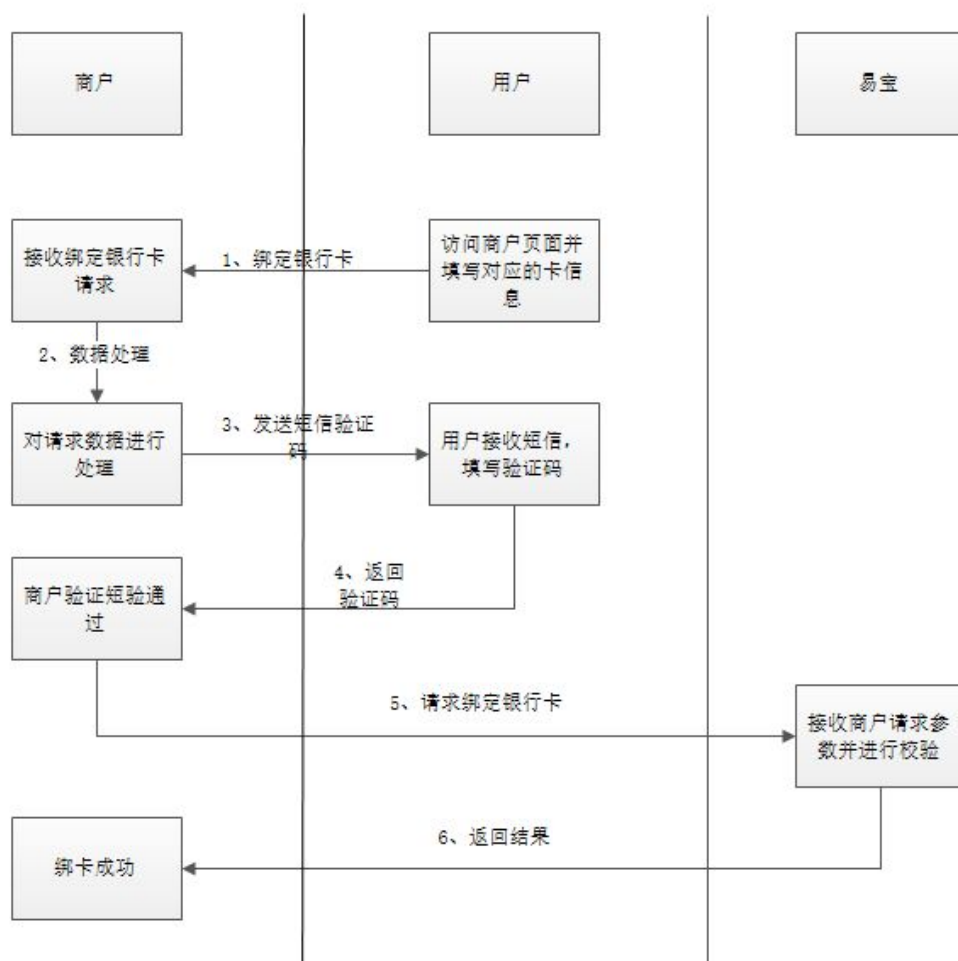 商户
用户
易宝
接收绑定银行卡
请求
1、绑定银行卡
访问商户页面并
填写对应的卡信
息
2、数据处理
对请求数据进行
处理
3、发送短信验证
码
用户接收短信，
填写验证码
4、返回
验证码
商户验证短验通
过
5、请求绑定银行卡
接收商户请求参
数并进行校验
6、返回结果
绑卡成功